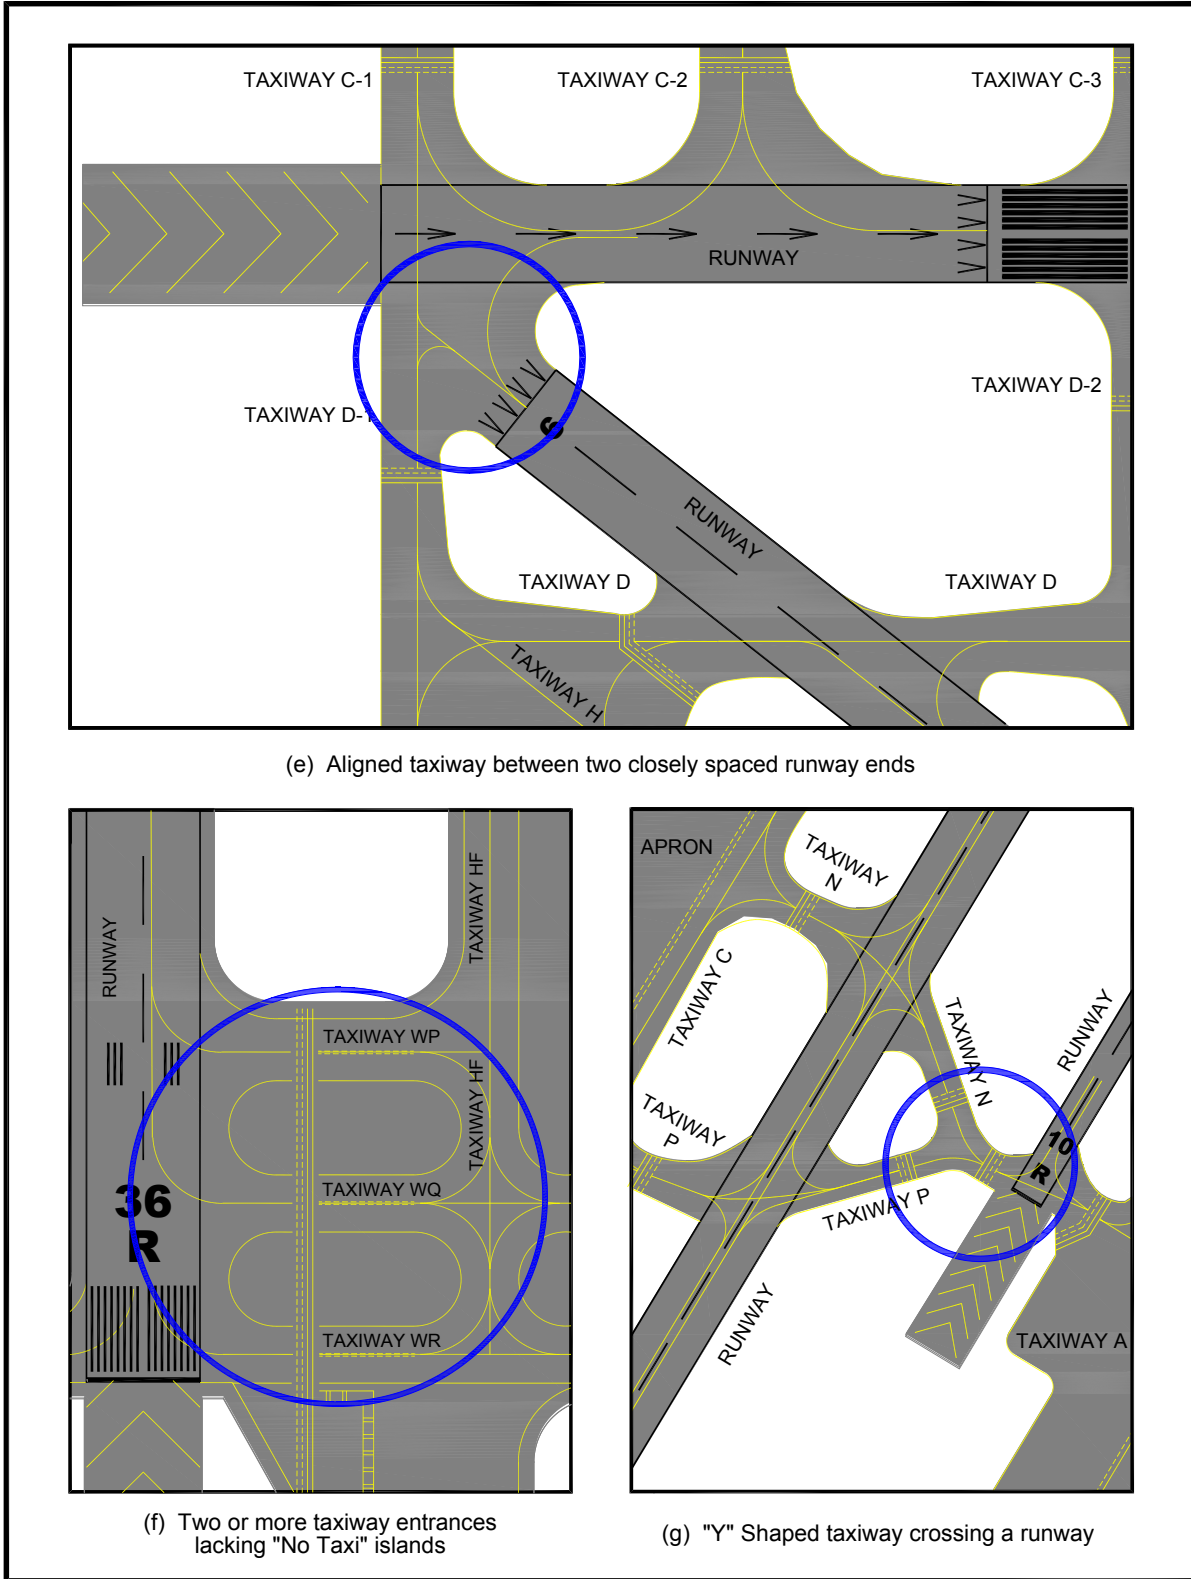 TAXIWAY C-1
TAXIWAY C-2
TAXIWAY C-3
RUNWAY
TAXIWAY D-1
TAXIWAY D-2
6
RUNWAY
TAXIWAY D
TAXIWAY D
TAXIWAY H
(e) Aligned taxiway between two closely spaced runway ends
RUNWAY
TAXIWAY HF
TAXIWAY WP
TAXIWAY HF
TAXIWAY WQ
36
R
TAXIWAY WR
(f) Two or more taxiway entrances
lacking "No Taxi" islands
APRON
TAXIWAY
N
TAXIWAY C
TAXIWAY N
RUNWAY
TAXIWAY
P
10
R
TAXIWAY P
RUNWAY
TAXIWAY A
(g) "Y" Shaped taxiway crossing a runway